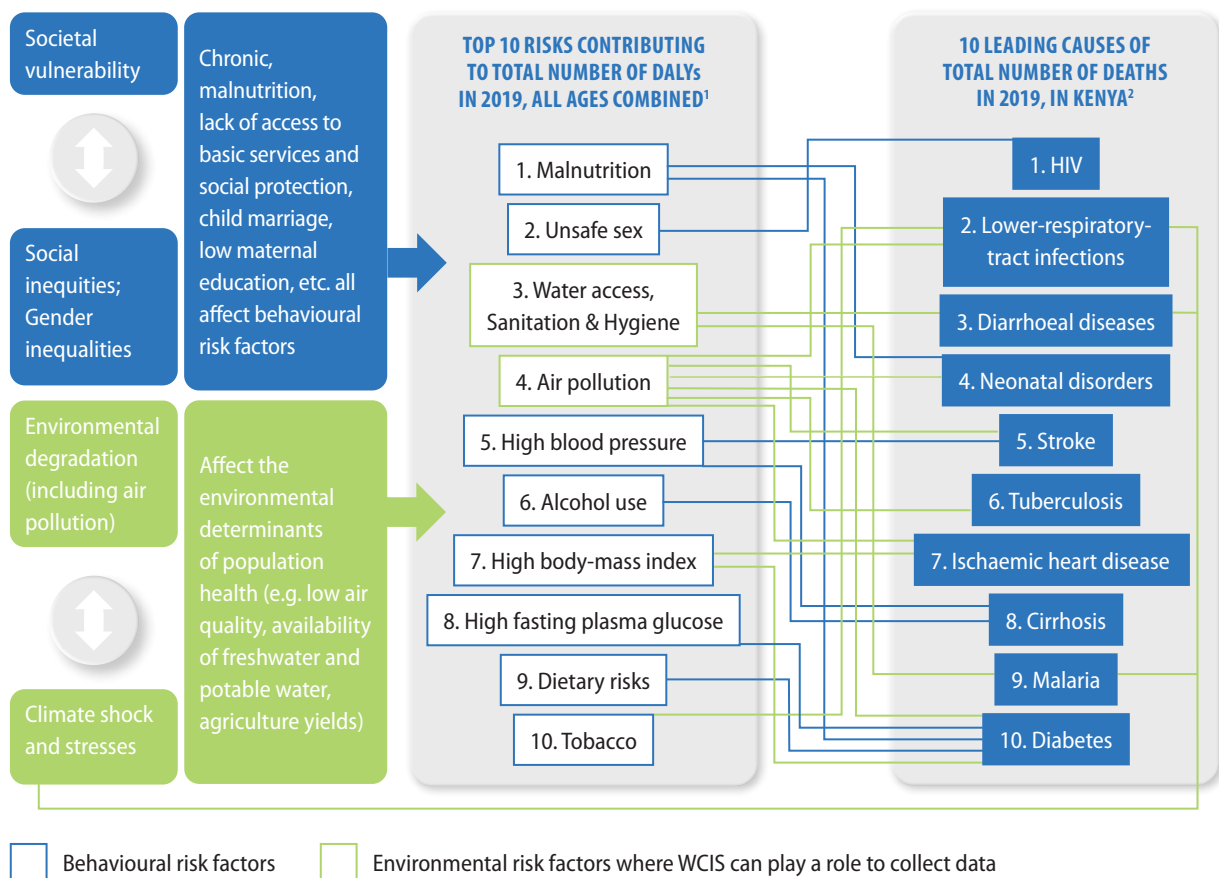 Societal
vulnerability
Social
inequities;
Gender
inequalities
Chronic,
malnutrition,
lack of access to
basic services and
social protection,
child marriage,
low maternal
education, etc. all
affect behavioural
risk factors
Environmental
degradation
(including air
pollution)
Climate shock
and stresses
Affect the
environmental
determinants
of population
health (e.g. low air
quality, availability
of freshwater and
potable water,
agriculture yields)
TOP 10 RISKS CONTRIBUTING
TO TOTAL NUMBER OF DALYs
IN 2019, ALL AGES COMBINED¹
1. Malnutrition
2. Unsafe sex
3. Water access,
Sanitation & Hygiene
4. Air pollution
5. High blood pressure
6. Alcohol use
7. High body-mass index
8. High fasting plasma glucose
9. Dietary risks
10. Tobacco
10 LEADING CAUSES OF
TOTAL NUMBER OF DEATHS
IN 2019, IN KENYA²
1. HIV
2. Lower-respiratory-
tract infections
3. Diarrhoeal diseases
4. Neonatal disorders
5. Stroke
6. Tuberculosis
7. Ischaemic heart disease
8. Cirrhosis
9. Malaria
10. Diabetes
Behavioural risk factors
Environmental risk factors where WCIS can play a role to collect data